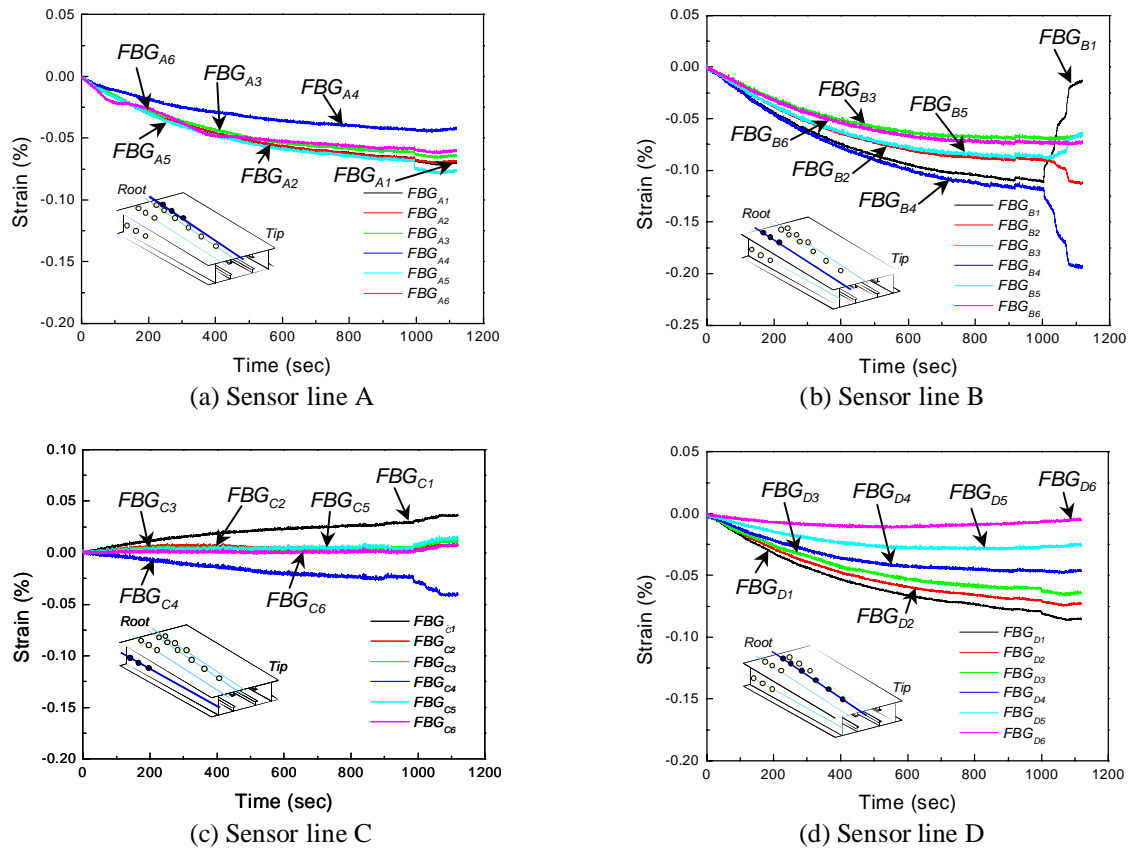 0.05
0.00
-0.05
-0.10
-0.15
-0.20
Strain (%)
0
200
400
600
800
1000
1200
Time (sec)
FBG_A6
FBG_A3
FBG_A4
FBG_A5
FBG_A2
FBG_A1
Root
Tip
FBG_A1
FBG_A2
FBG_A3
FBG_A4
FBG_A5
FBG_A6
(a) Sensor line A
0.05
0.00
-0.05
-0.10
-0.15
-0.20
-0.25
Strain (%)
0
200
400
600
800
1000
1200
Time (sec)
FBG_B1
FBG_B3
FBG_B5
FBG_B6
FBG_B2
FBG_B4
Root
Tip
FBG_B1
FBG_B2
FBG_B3
FBG_B4
FBG_B5
FBG_B6
(b) Sensor line B
0.10
0.05
0.00
-0.05
-0.10
-0.15
-0.20
Strain (%)
0
200
400
600
800
1000
1200
Time (sec)
FBG_C3
FBG_C2
FBG_C5
FBG_C1
FBG_C4
FBG_C6
Root
Tip
FBG_C1
FBG_C2
FBG_C3
FBG_C4
FBG_C5
FBG_C6
(c) Sensor line C
0.05
0.00
-0.05
-0.10
-0.15
-0.20
Strain (%)
0
200
400
600
800
1000
1200
Time (sec)
FBG_D3
FBG_D4
FBG_D5
FBG_D6
FBG_D1
FBG_D2
Root
Tip
FBG_D1
FBG_D2
FBG_D3
FBG_D4
FBG_D5
FBG_D6
(d) Sensor line D